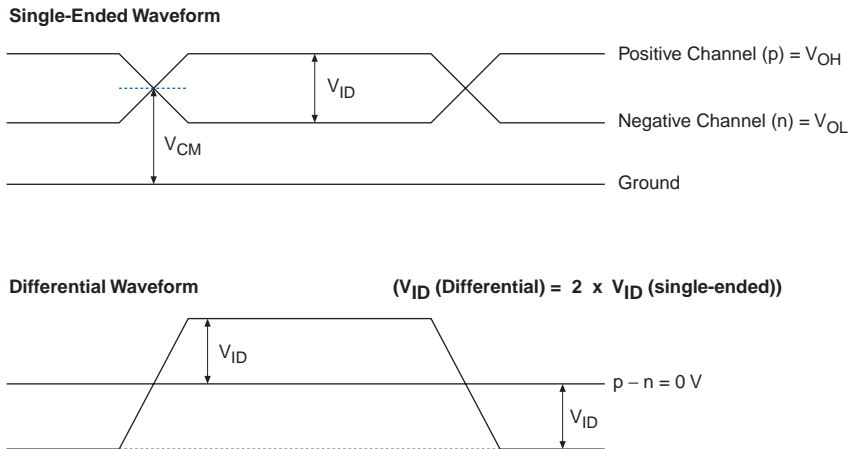 Single-Ended Waveform
Positive Channel (p) = VOH
VID
Negative Channel (n) = VOL
VCM
Ground
Differential Waveform (VID (Differential) = 2 x VID (single-ended))
VID
p – n = 0 V
VID